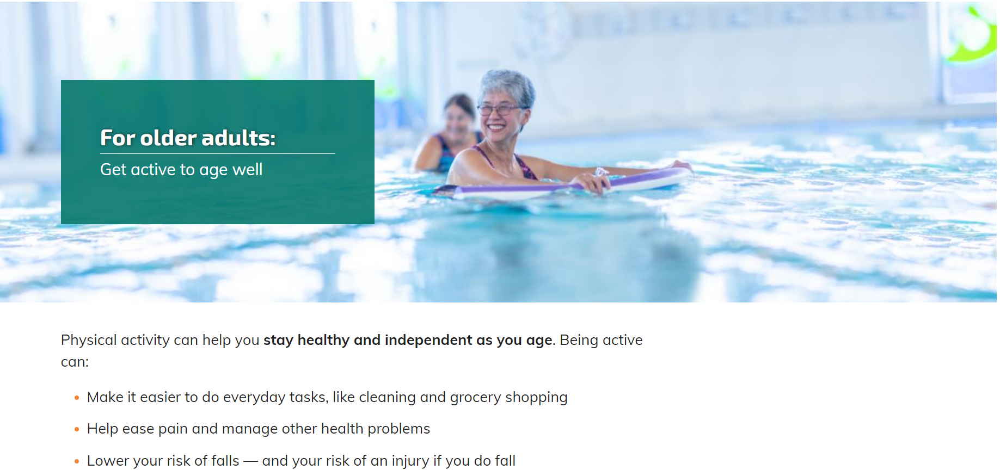 For older adults:
Get active to age well
Physical activity can help you stay healthy and independent as you age. Being active
can:
Make it easier to do everyday tasks, like cleaning and grocery shopping
Help ease pain and manage other health problems
Lower your risk of falls — and your risk of an injury if you do fall